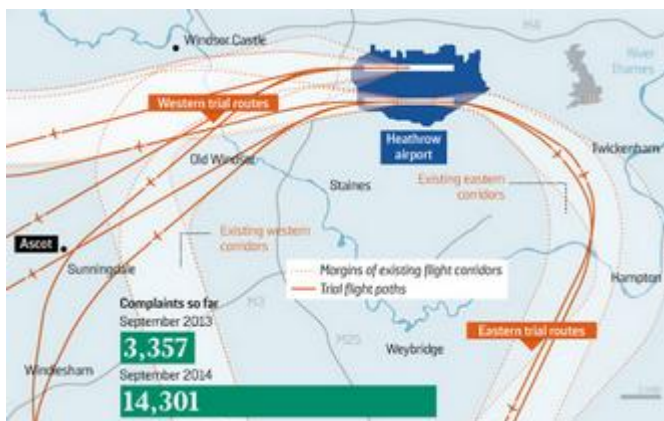 Windsor Castle
M4
River
Thames
Western trial routes
Heathrow
airport
Twickenham
Old Windsor
Staines
Existing eastern
corridors
Ascot
Existing western
corridors
Sunningdale
Margins of existing flight corridors
Trial flight paths
Hampton
Complaints so far
September 2013
3,357
M3
M25
Eastern trial routes
Weybridge
Windlesham
September 2014
14,301